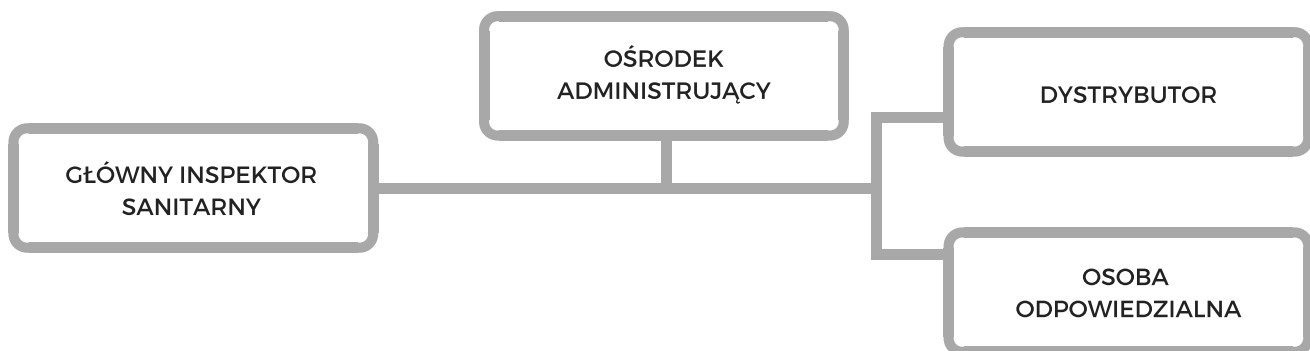 OŚRODEK
ADMINISTRUJĄCY
DYSTRYBUTOR
GŁÓWNY INSPEKTOR
SANITARNY
OSOBA
ODPOWIEDZIALNA